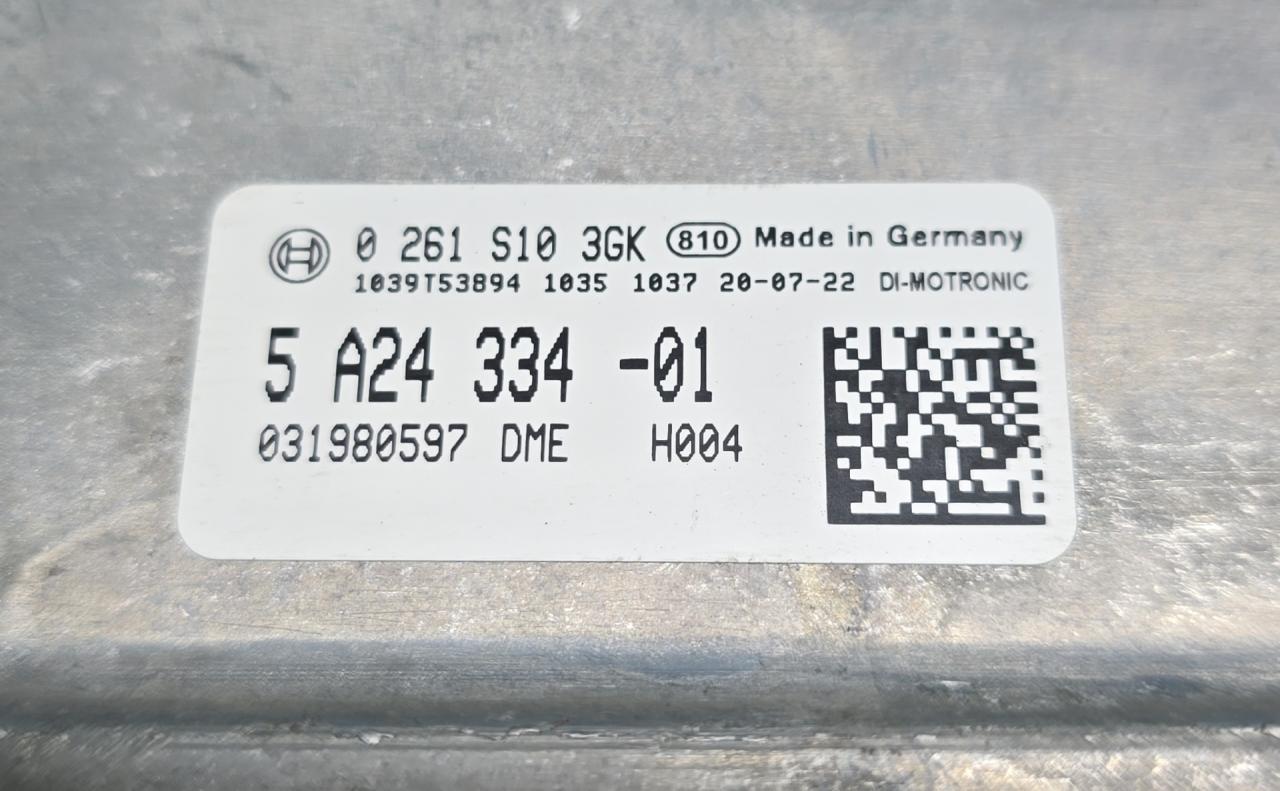 0 261 S10 3GK 810 Made in Germany
1039T53894 1035 1037 20-07-22 DI-MOTRONIC
5 A24 334 -01
031980597 DME H004